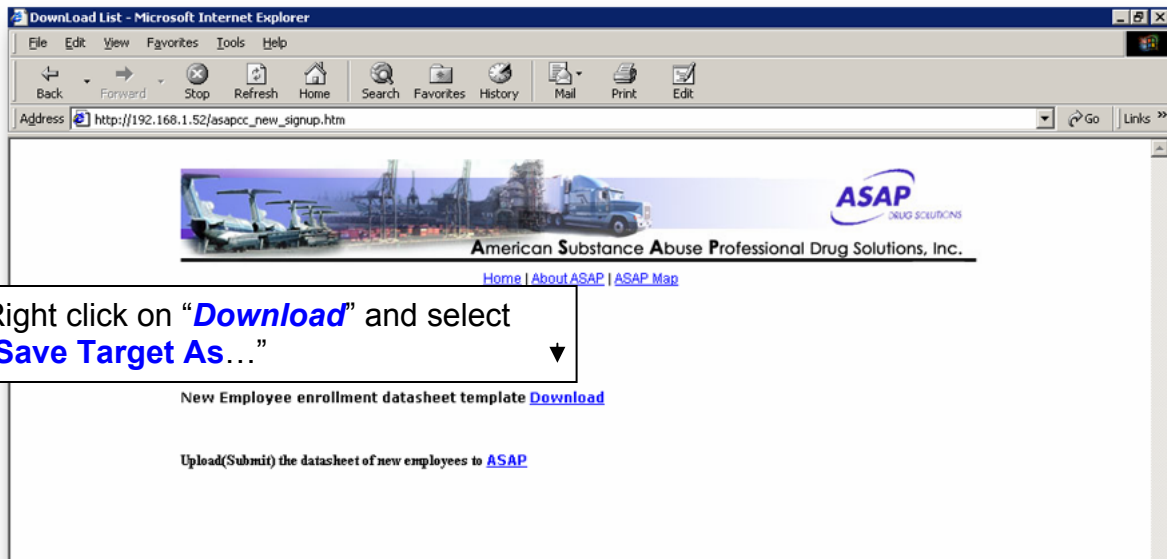 DownLoad List - Microsoft Internet Explorer
File Edit View Favorites Tools Help
Back Forward Stop Refresh Home Search Favorites History Mail Print Edit
Address http://192.168.1.52/asapcc_new_signup.htm Go Links »
ASAP
DRUG SOLUTIONS
American Substance Abuse Professional Drug Solutions, Inc.
Home | About ASAP | ASAP Map
Right click on “Download” and select
Save Target As…”
New Employee enrollment datasheet template Download
Upload(Submit) the datasheet of new employees to ASAP